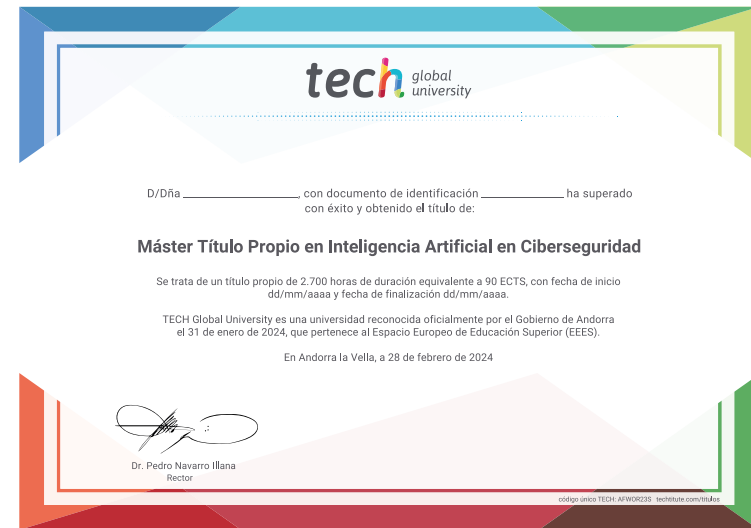 tech global university
D/Dña ____________________, con documento de identificación ______________ ha superado
con éxito y obtenido el título de:
Máster Título Propio en Inteligencia Artificial en Ciberseguridad
Se trata de un título propio de 2.700 horas de duración equivalente a 90 ECTS, con fecha de inicio
dd/mm/aaaa y fecha de finalización dd/mm/aaaa.
TECH Global University es una universidad reconocida oficialmente por el Gobierno de Andorra
el 31 de enero de 2024, que pertenece al Espacio Europeo de Educación Superior (EEES).
En Andorra la Vella, a 28 de febrero de 2024
Dr. Pedro Navarro Illana
Rector
código único TECH: AFWOR23S techtitute.com/titulos